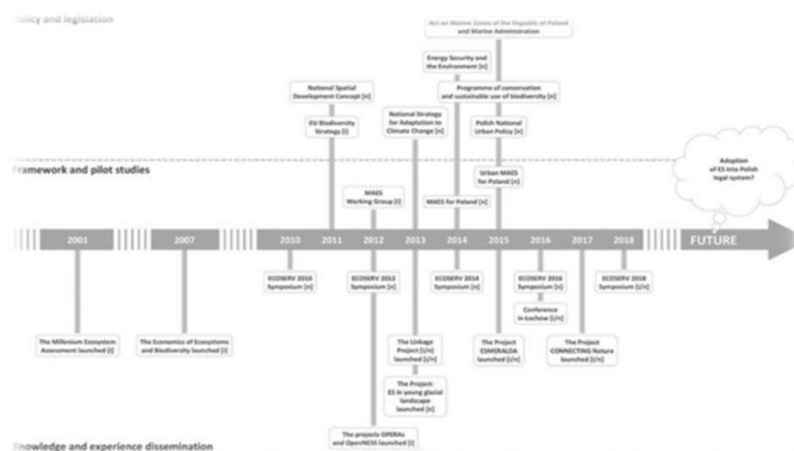 Policy and legislation
Act on Marine Zones of the Republic of Poland
and Marine Administration
Energy Security and
the Environment [n]
National Spatial
Development Concept [n]
Programme of conservation
and sustainable use of biodiversity [n]
EU Biodiversity
Strategy [i]
National Strategy
for Adaptation to
Climate Change [n]
Polish National
Urban Policy [n]
Framework and pilot studies
Adoption
of ES into Polish
legal system?
Urban MAES
for Poland [n]
MAES
Working Group [i]
MAES for Poland [n]
2001
2007
2010
2011
2012
2013
2014
2015
2016
2017
2018
FUTURE
ECOSERV 2010
Symposium [n]
ECOSERV 2012
Symposium [n]
ECOSERV 2014
Symposium [n]
ECOSERV 2016
Symposium [n]
ECOSERV 2018
Symposium [i/n]
Conference
in Łochów [i/n]
The Millenium Ecosystem
Assessment launched [i]
The Economics of Ecosystems
and Biodiversity launched [i]
The Linkage
Project [i/n]
launched [i/n]
The Project
ESMERALDA
launched [i/n]
The Project
CONNECTING Nature
launched [i/n]
The Project:
ES in young glacial
landscape
launched [n]
The projects OPERAs
and OpenNESS launched [i]
Knowledge and experience dissemination